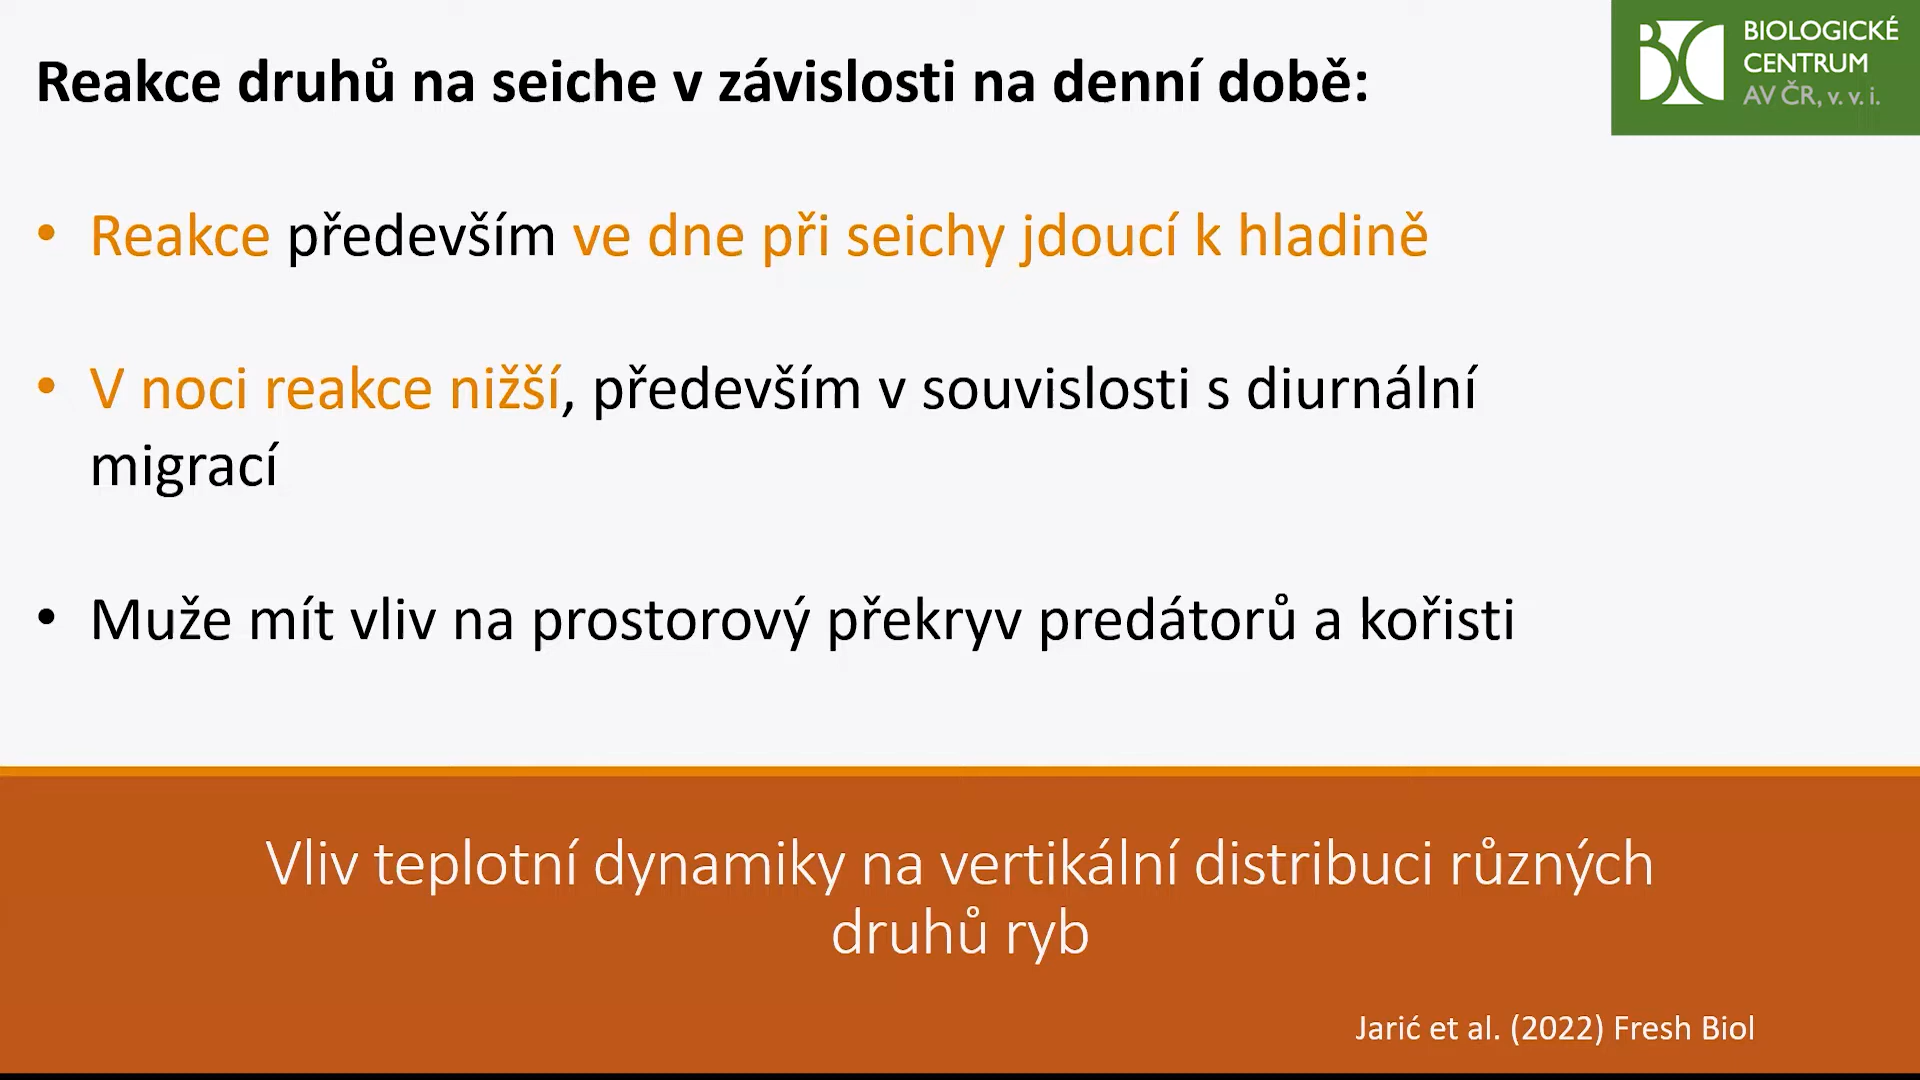 Reakce druhů na seiche v závislosti na denní době:
BIOLOGICKÉ
CENTRUM
AV ČR, v. v. i.
• Reakce především ve dne při seichy jdoucí k hladině
• V noci reakce nižší, především v souvislosti s diurnální
migrací
• Muže mít vliv na prostorový překryv predátorů a kořisti
Vliv teplotní dynamiky na vertikální distribuci různých
druhů ryb
Jarić et al. (2022) Fresh Biol